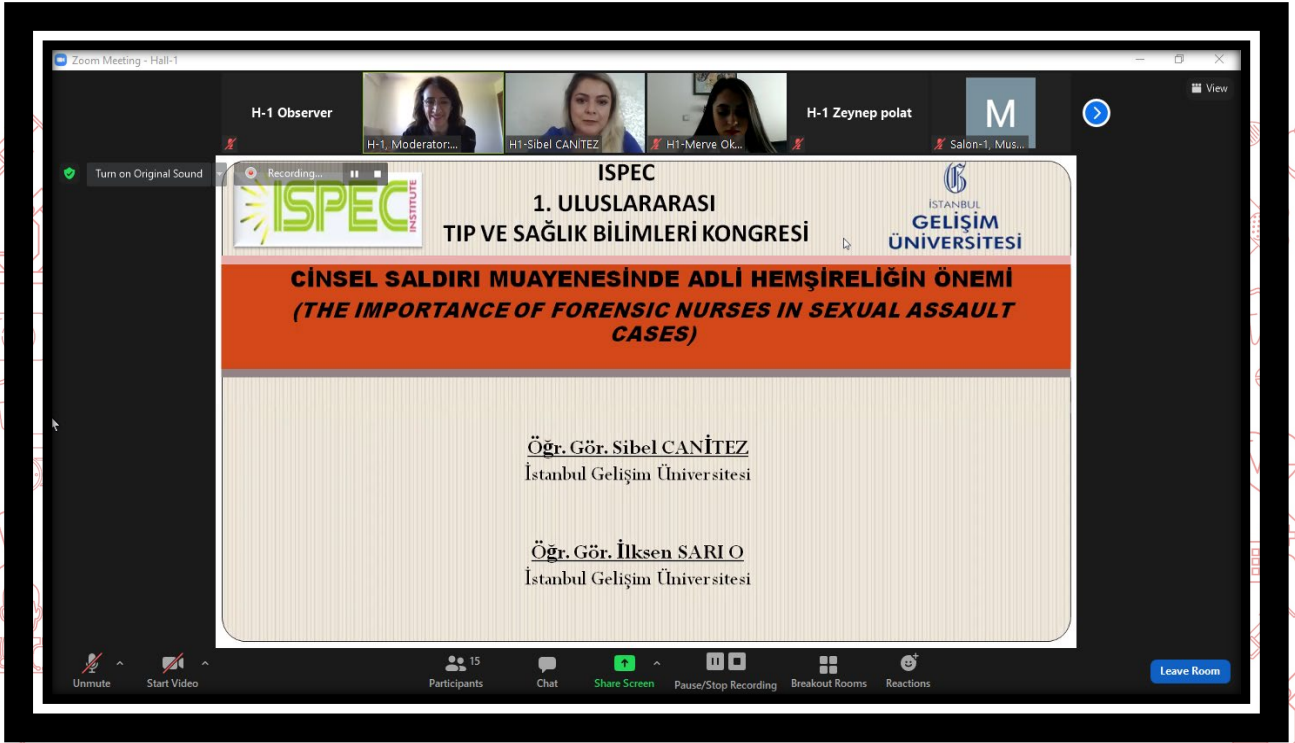 Zoom Meeting - Hall-1
View
H-1 Observer
H-1, Moderator:...
H1-Sibel CANİTEZ
H1-Merve Ok...
H-1 Zeynep polat
M
Salon-1, Mus...
Turn on Original Sound
Recording...
ISPEC
INSTITUTE
ISPEC
1. ULUSLARARASI
TIP VE SAĞLIK BİLİMLERİ KONGRESİ
İSTANBUL
GELİŞİM
ÜNİVERSİTESİ
CİNSEL SALDIRI MUAYENESİNDE ADLİ HEMŞİRELİĞİN ÖNEMİ
(THE IMPORTANCE OF FORENSIC NURSES IN SEXUAL ASSAULT
CASES)
Öğr. Gör. Sibel CANİTEZ
İstanbul Gelişim Üniversitesi
Öğr. Gör. İlksen SARI O
İstanbul Gelişim Üniversitesi
Unmute
Start Video
15
Participants
Chat
Share Screen
Pause/Stop Recording
Breakout Rooms
Reactions
Leave Room